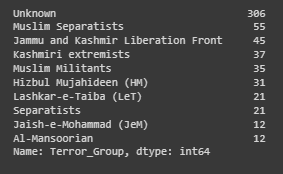 Unknown 306
Muslim Separatists 55
Jammu and Kashmir Liberation Front 45
Kashmiri extremists 37
Muslim Militants 35
Hizbul Mujahideen (HM) 31
Lashkar-e-Taiba (LeT) 21
Separatists 21
Jaish-e-Mohammad (JeM) 12
Al-Mansoorian 12
Name: Terror_Group, dtype: int64